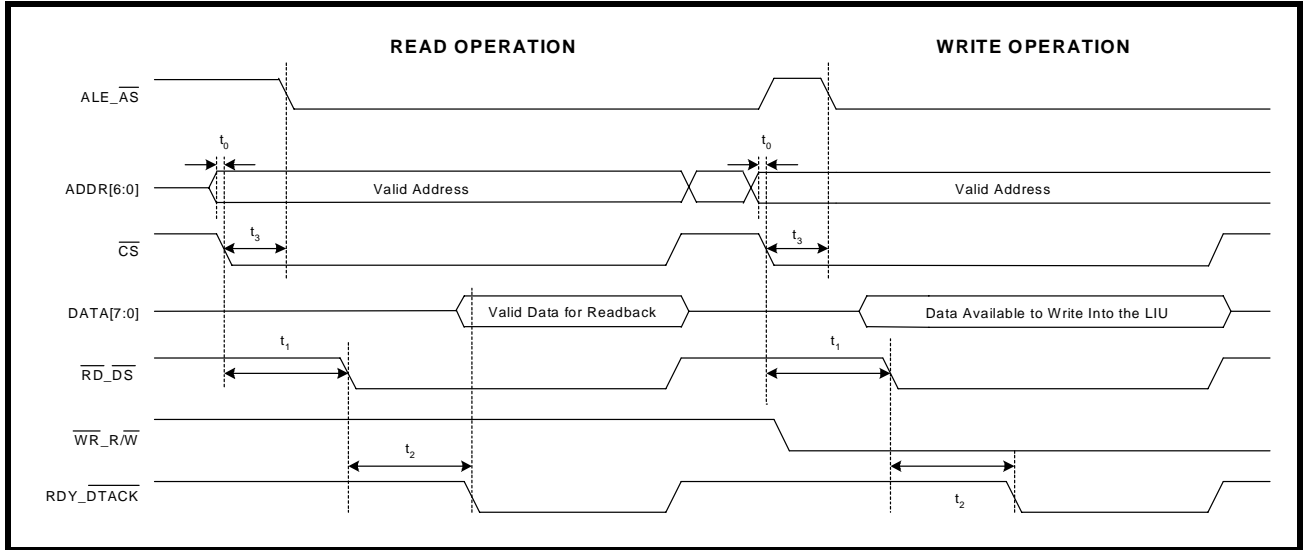 READ OPERATION WRITE OPERATION
ALE_AS
t0 t0
ADDR[6:0] Valid Address Valid Address
t3 t3
CS
DATA[7:0] Valid Data for Readback Data Available to Write Into the LIU
t1 t1
RD_DS
WR_R/W
t2
RDY_DTACK t2